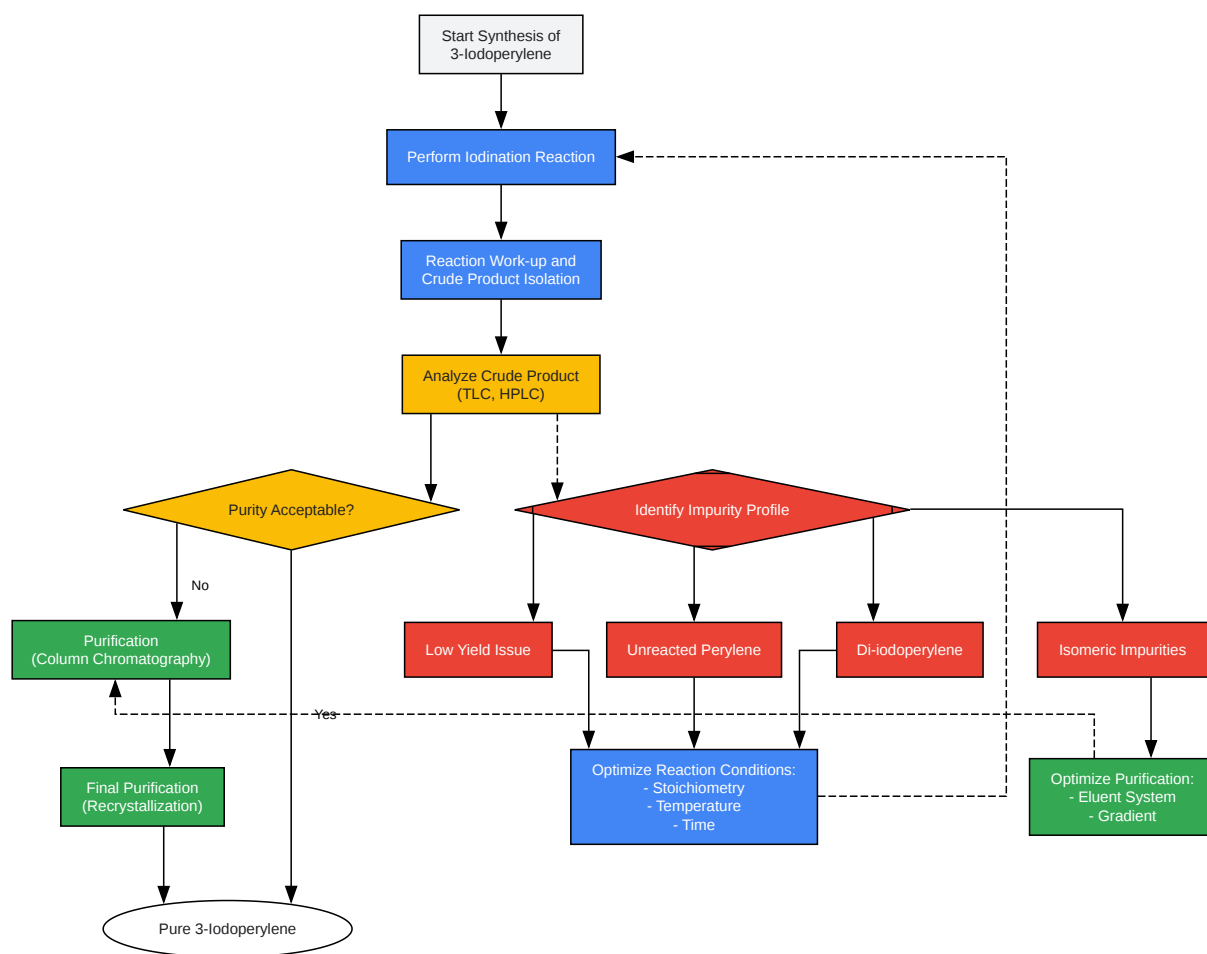 Start Synthesis of
3-Iodoperylene
Perform Iodination Reaction
Reaction Work-up and
Crude Product Isolation
Analyze Crude Product
(TLC, HPLC)
Purity Acceptable?
Identify Impurity Profile
No
Purification
(Column Chromatography)
Low Yield Issue
Unreacted Perylene
Di-iodoperylene
Isomeric Impurities
Yes
Final Purification
(Recrystallization)
Optimize Reaction Conditions:
- Stoichiometry
- Temperature
- Time
Optimize Purification:
- Eluent System
- Gradient
Pure 3-Iodoperylene